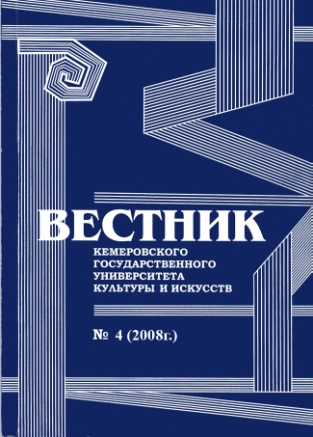 ВЕСТНИК
КЕМЕРОВСКОГО
ГОСУДАРСТВЕННОГО
УНИВЕРСИТЕТА
КУЛЬТУРЫ И ИСКУССТВ
№ 4 (2008г.)